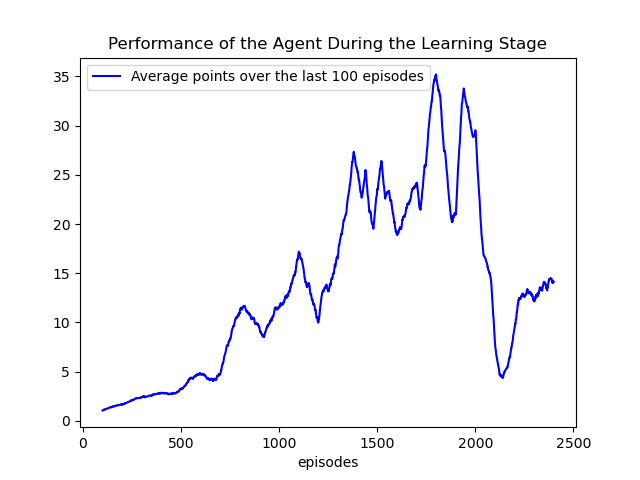 Performance of the Agent During the Learning Stage
Average points over the last 100 episodes
35
30
25
20
15
10
5
0
0 500 1000 1500 2000 2500
episodes